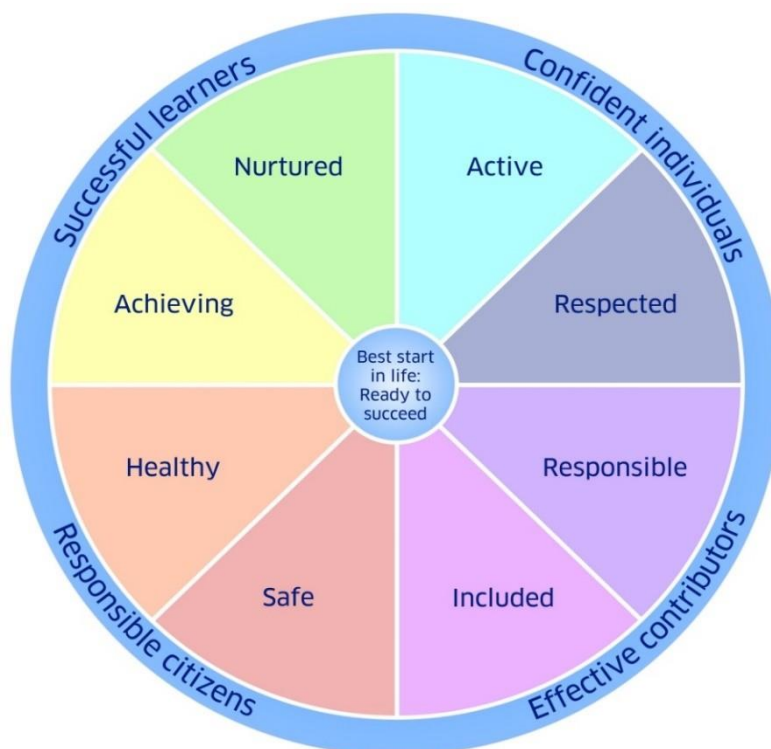 Successful learners
Confident individuals
Nurtured
Active
Achieving
Respected
Best start
in life:
Ready to
succeed
Healthy
Responsible
Safe
Included
Responsible citizens
Effective contributors